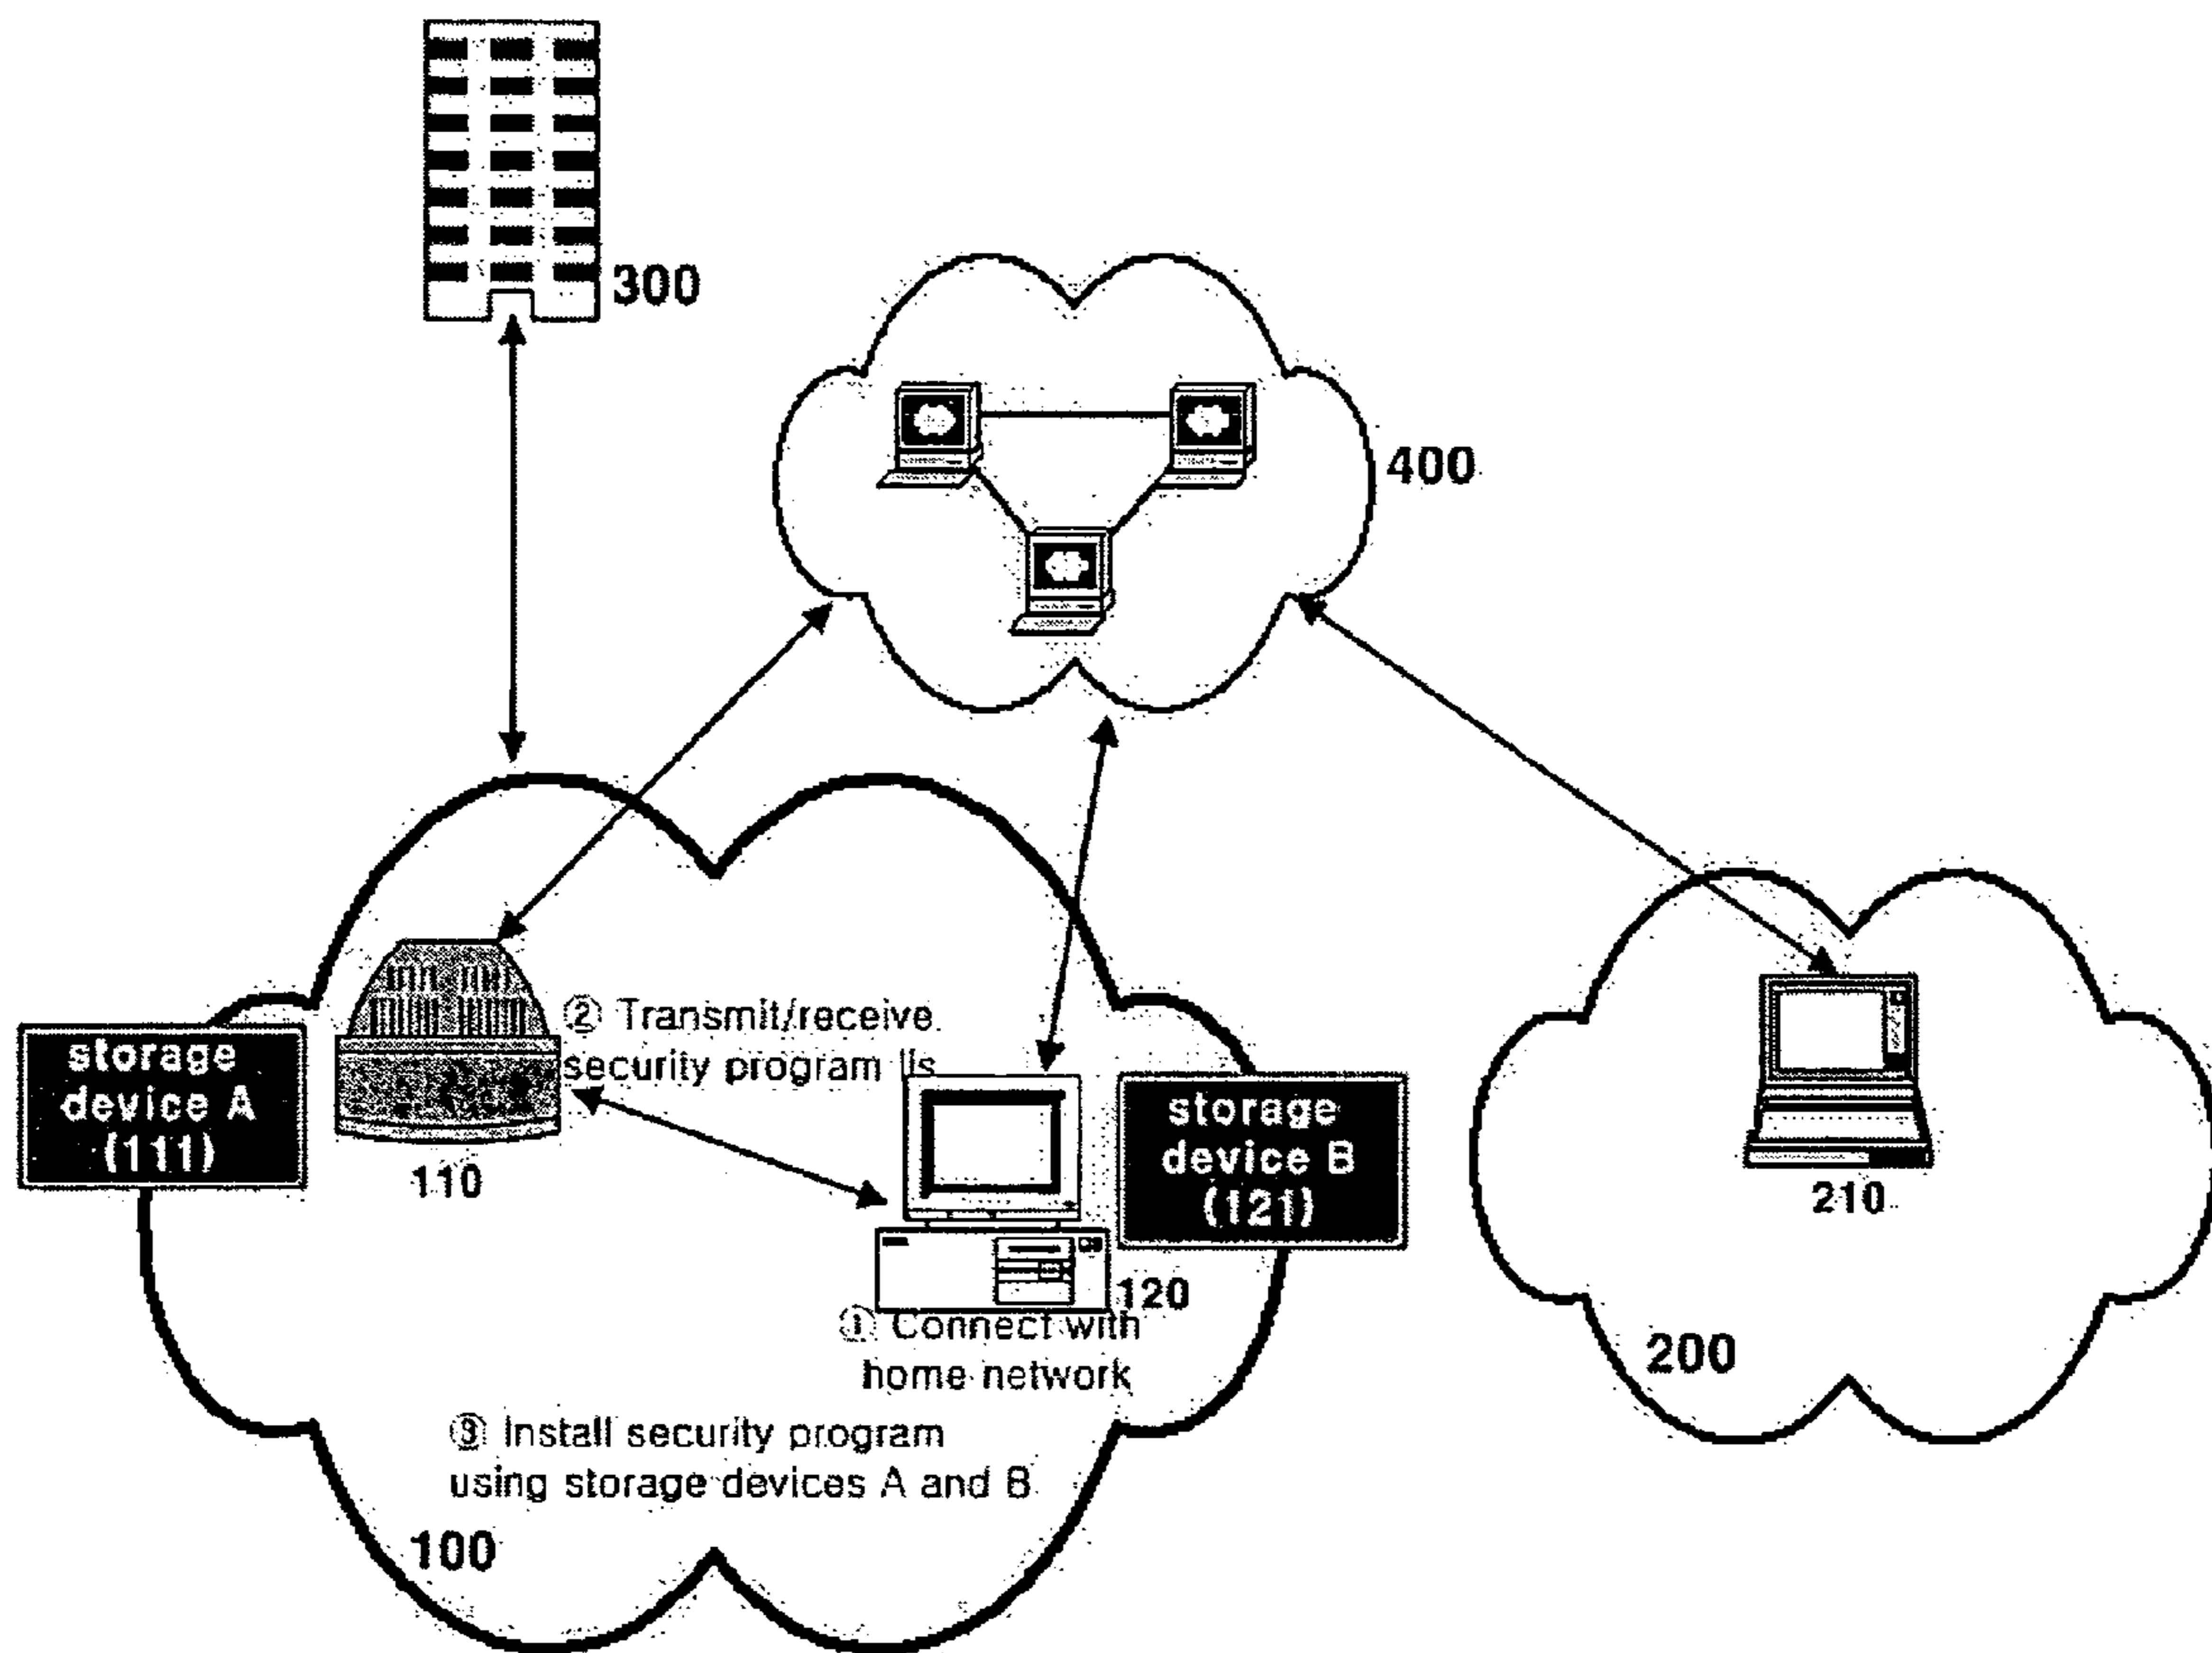 300
400
② Transmit/receive
security program lis
storage
device A
(111)
110
storage
device B
(121)
120
① Connect with
home network
210
200
③ Install security program
using storage devices A and B
100